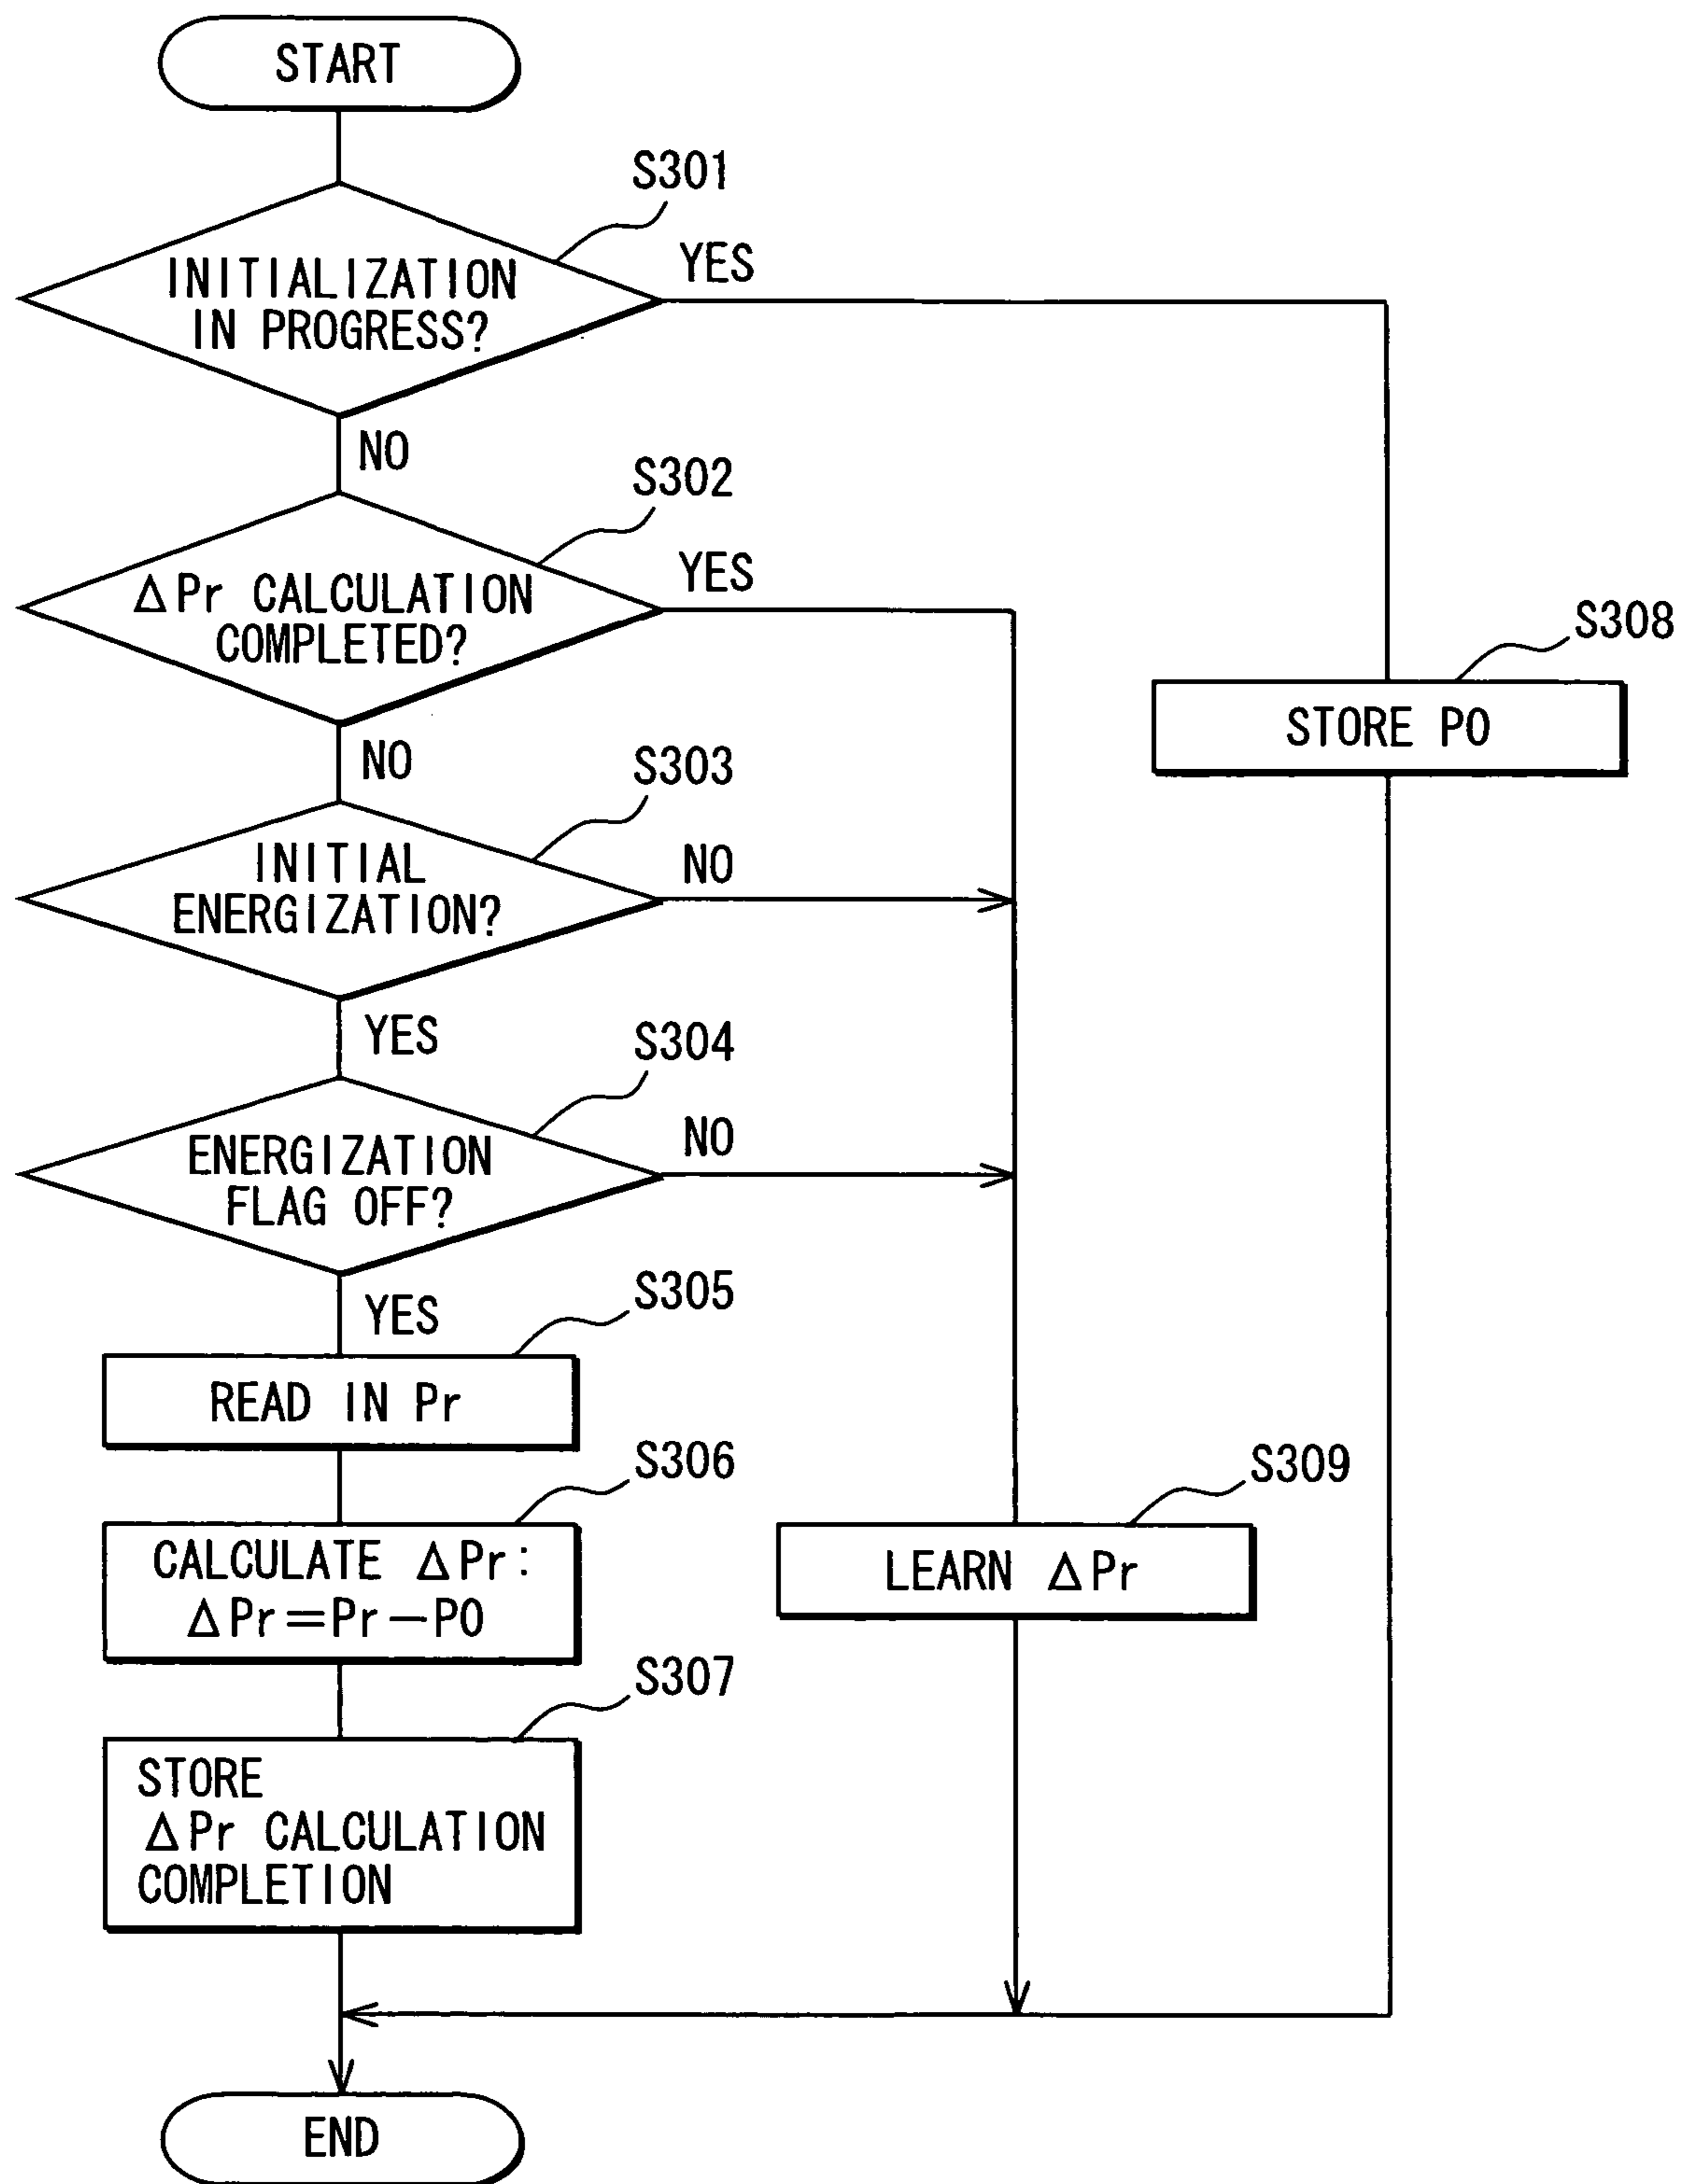 START
S301
INITIALIZATION
IN PROGRESS?
YES
NO
S302
ΔPr CALCULATION
COMPLETED?
YES
S308
STORE P0
NO
S303
INITIAL
ENERGIZATION?
NO
YES
S304
ENERGIZATION
FLAG OFF?
NO
YES
S305
READ IN Pr
S306
CALCULATE ΔPr:
ΔPr=Pr−P0
S309
LEARN ΔPr
S307
STORE
ΔPr CALCULATION
COMPLETION
END